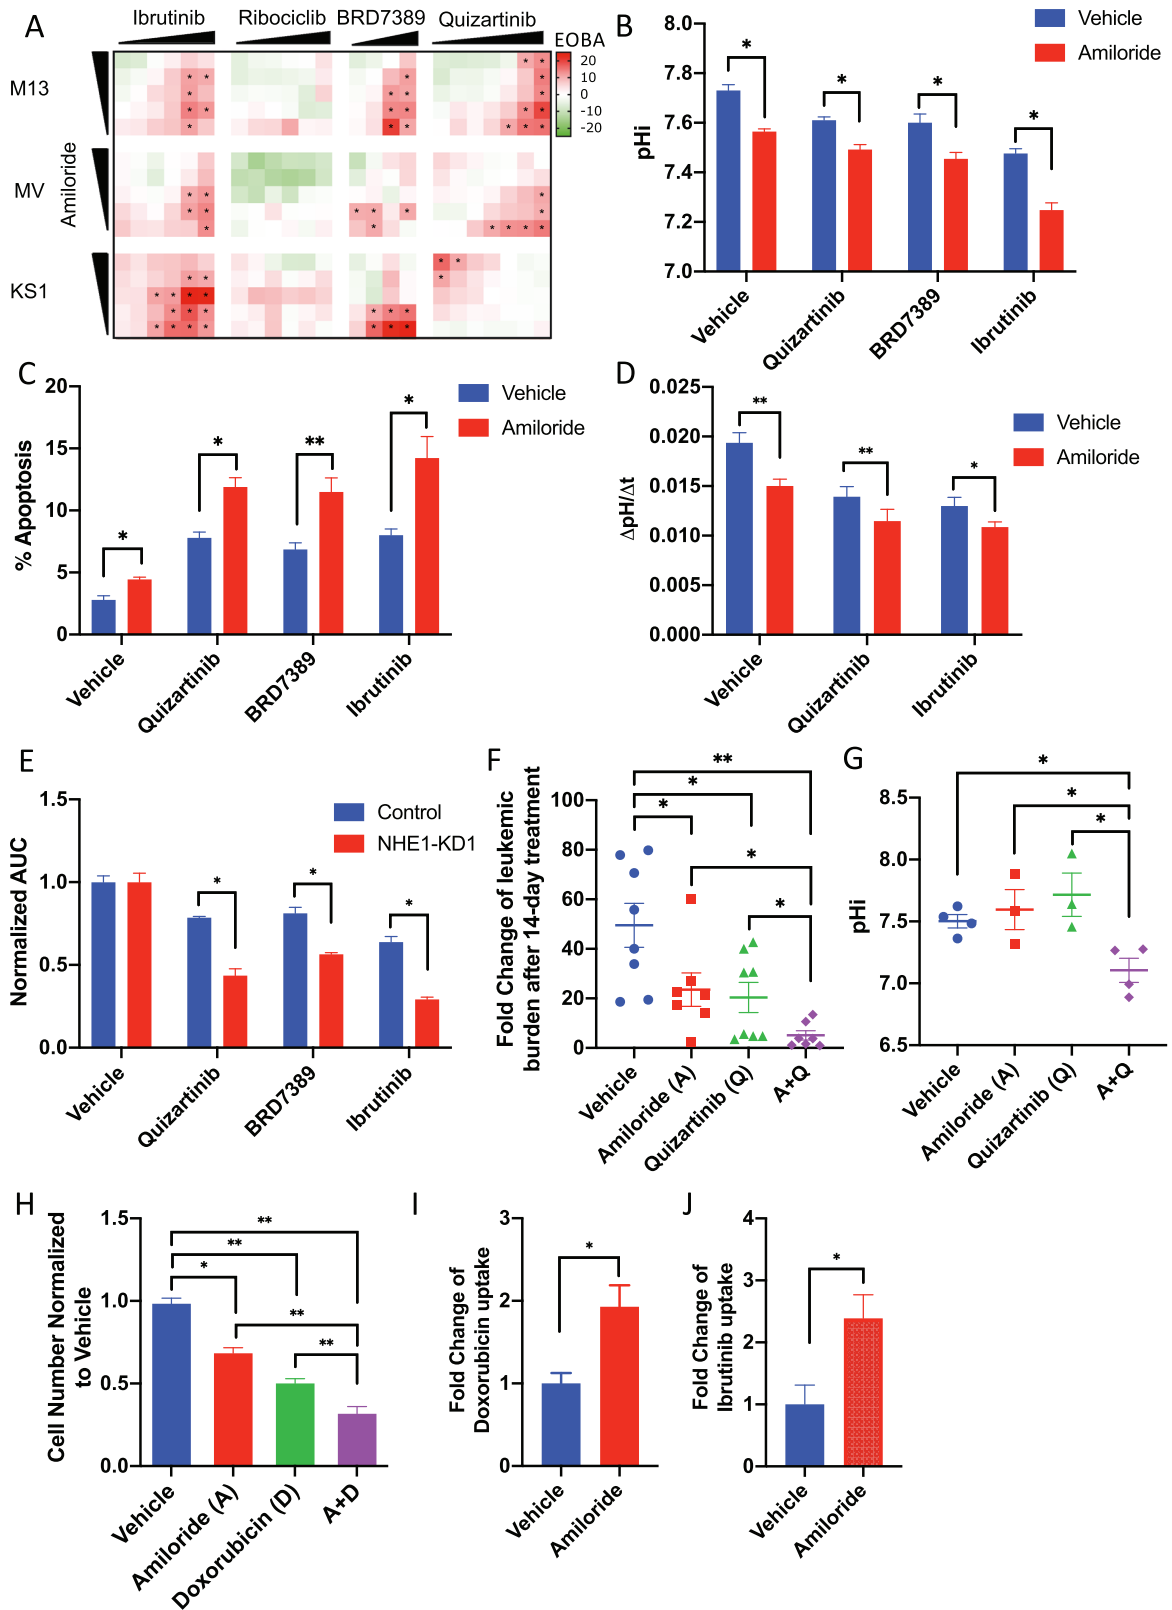 A
Ibrutinib Ribociclib BRD7389 Quizartinib
EOBA
20
10
0
-10
-20
M13
* *
* *
* *
* *
* *
* *
* *
* *
*
* *
* * *
MV
Amiloride
* *
* *
*
* * *
*
*
*
* * * *
KS1
* *
* * * *
* * *
* * * *
* * *
* * *
* *
*
B
Vehicle
Amiloride
pHi
8.0
7.8
7.6
7.4
7.2
7.0
* * * *
Vehicle
Quizartinib
BRD7389
Ibrutinib
C
Vehicle
Amiloride
% Apoptosis
20
15
10
5
0
* * ** *
Vehicle
Quizartinib
BRD7389
Ibrutinib
D
Vehicle
Amiloride
ΔpH/Δt
0.025
0.020
0.015
0.010
0.005
0.000
** ** *
Vehicle
Quizartinib
Ibrutinib
E
Control
NHE1-KD1
Normalized AUC
1.5
1.0
0.5
0.0
* * *
Vehicle
Quizartinib
BRD7389
Ibrutinib
F
Fold Change of leukemic
burden after 14-day treatment
100
80
60
40
20
0
**
*
*
*
*
Vehicle
Amiloride (A)
Quizartinib (Q)
A+Q
G
pHi
8.5
8.0
7.5
7.0
6.5
*
*
*
Vehicle
Amiloride (A)
Quizartinib (Q)
A+Q
H
Cell Number Normalized
to Vehicle
1.5
1.0
0.5
0.0
**
**
*
**
**
Vehicle
Amiloride (A)
Doxorubicin (D)
A+D
I
Fold Change of
Doxorubicin uptake
3
2
1
0
*
Vehicle
Amiloride
J
Fold Change of
Ibrutinib uptake
4
3
2
1
0
*
Vehicle
Amiloride